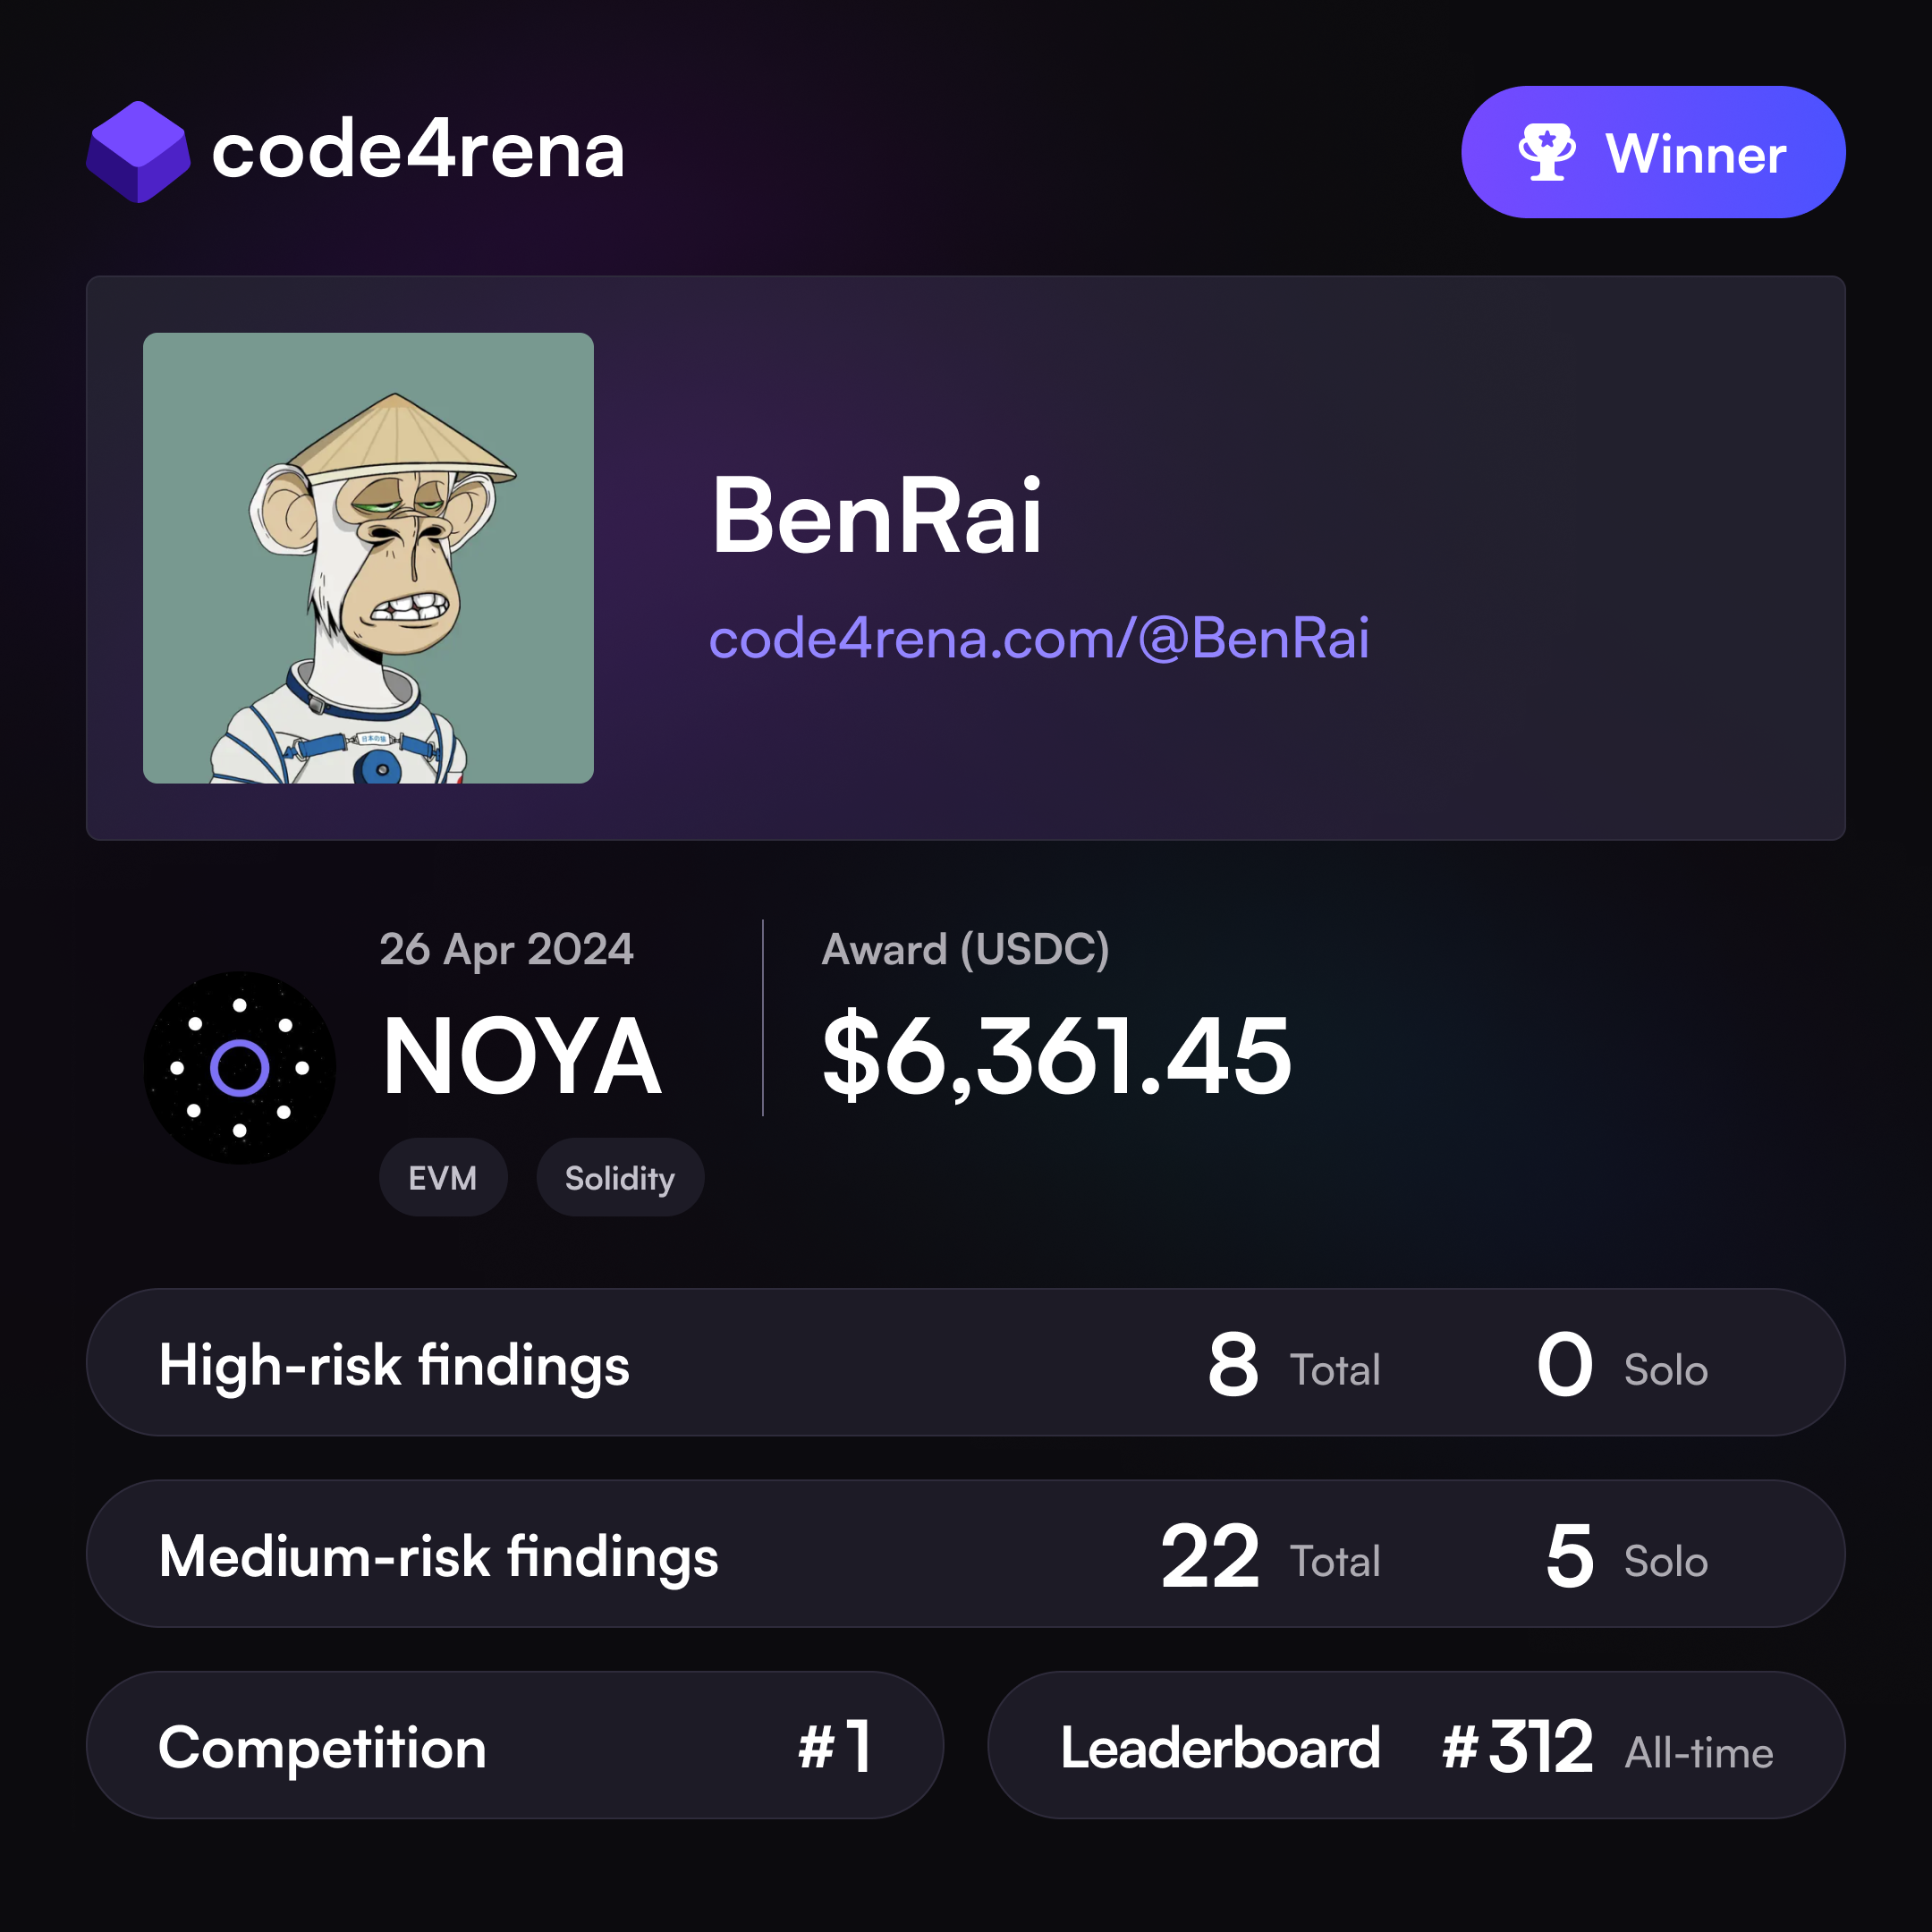 code4rena
Winner
BenRai
code4rena.com/@BenRai
26 Apr 2024
NOYA
EVM Solidity
Award (USDC)
$6,361.45
High-risk findings 8 Total 0 Solo
Medium-risk findings 22 Total 5 Solo
Competition #1
Leaderboard #312 All-time